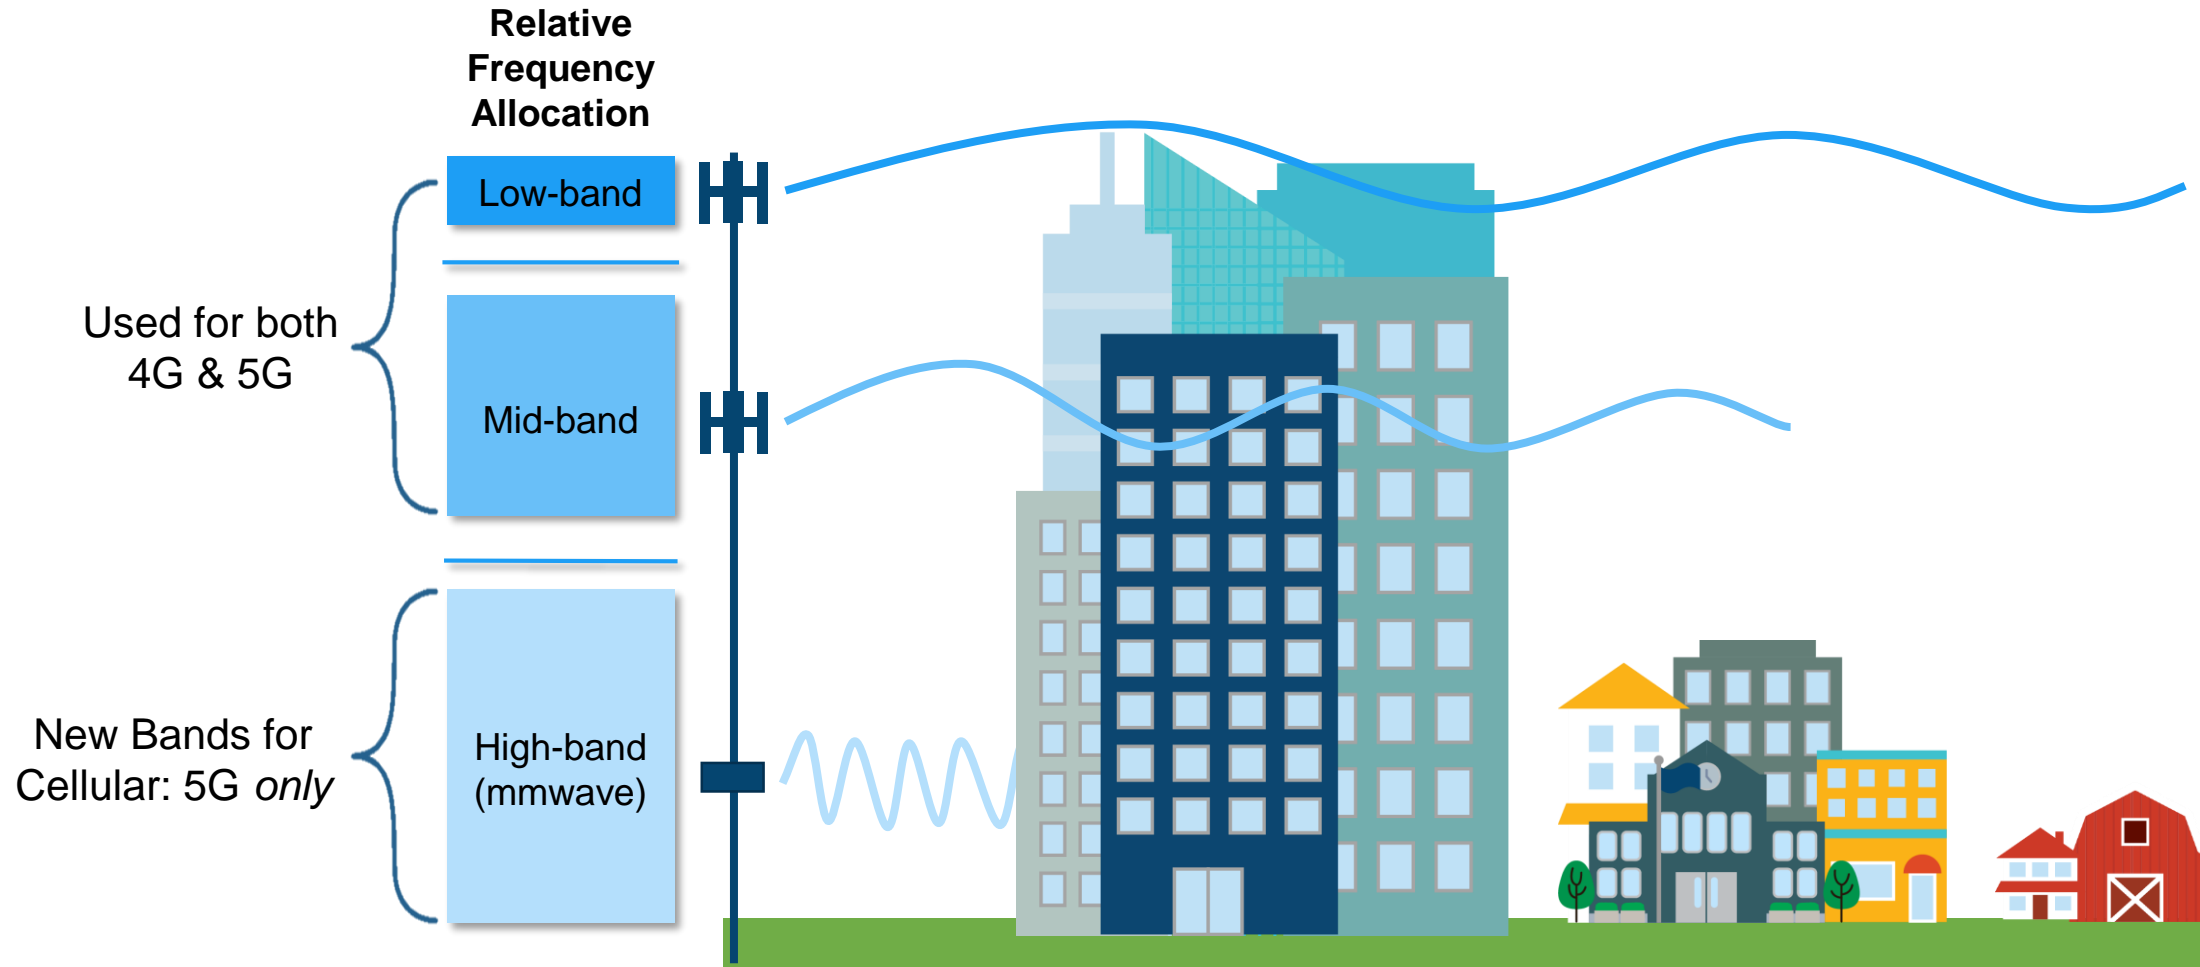 Relative
Frequency
Allocation
Low-band
Used for both
4G & 5G
Mid-band
New Bands for
Cellular: 5G only
High-band
(mmwave)